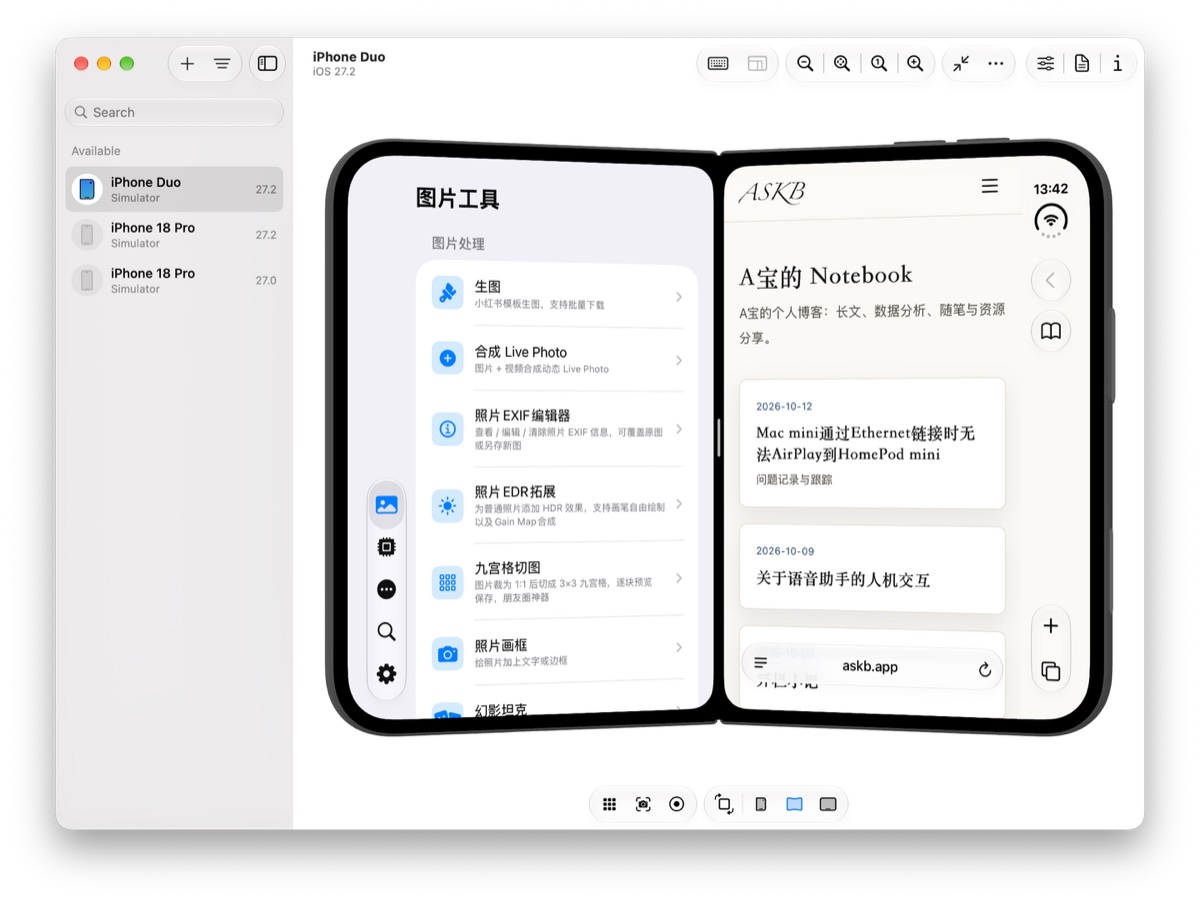 iPhone Duo
iOS 27.2
Search
Available
iPhone Duo
Simulator
27.2
iPhone 18 Pro
Simulator
27.2
iPhone 18 Pro
Simulator
27.0
图片工具
图片处理
生图
小红书模板生图，支持批量下载
合成 Live Photo
图片 + 视频合成动态 Live Photo
照片 EXIF 编辑器
查看 / 编辑 / 清除照片 EXIF 信息，可覆盖原图
或另存新图
照片 EDR 拓展
为普通照片添加 HDR 效果，支持画笔自由绘制
以及 Gain Map 合成
九宫格切图
图片裁为 1:1 后切成 3×3 九宫格，逐块预览
保存，朋友圈神器
照片画框
给照片加上文字或边框
幻影坦克
ASKB
13:42
A宝的 Notebook
A宝的个人博客：长文、数据分析、随笔与资源
分享。
2026-10-12
Mac mini通过Ethernet链接时无
法AirPlay到HomePod mini
问题记录与跟踪
2026-10-09
关于语音助手的人机交互
askb.app